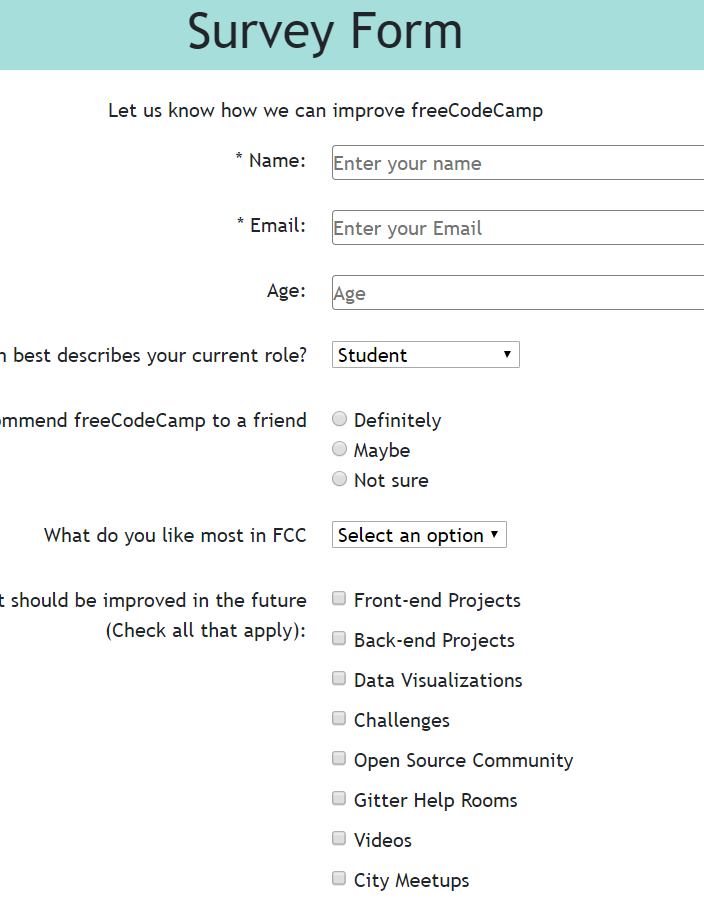 Survey Form
Let us know how we can improve freeCodeCamp
* Name:
Enter your name
* Email:
Enter your Email
Age:
Age
best describes your current role?
Student
freeCodeCamp to a friend
Definitely
Maybe
Not sure
What do you like most in FCC
Select an option
should be improved in the future
(Check all that apply):
Front-end Projects
Back-end Projects
Data Visualizations
Challenges
Open Source Community
Gitter Help Rooms
Videos
City Meetups